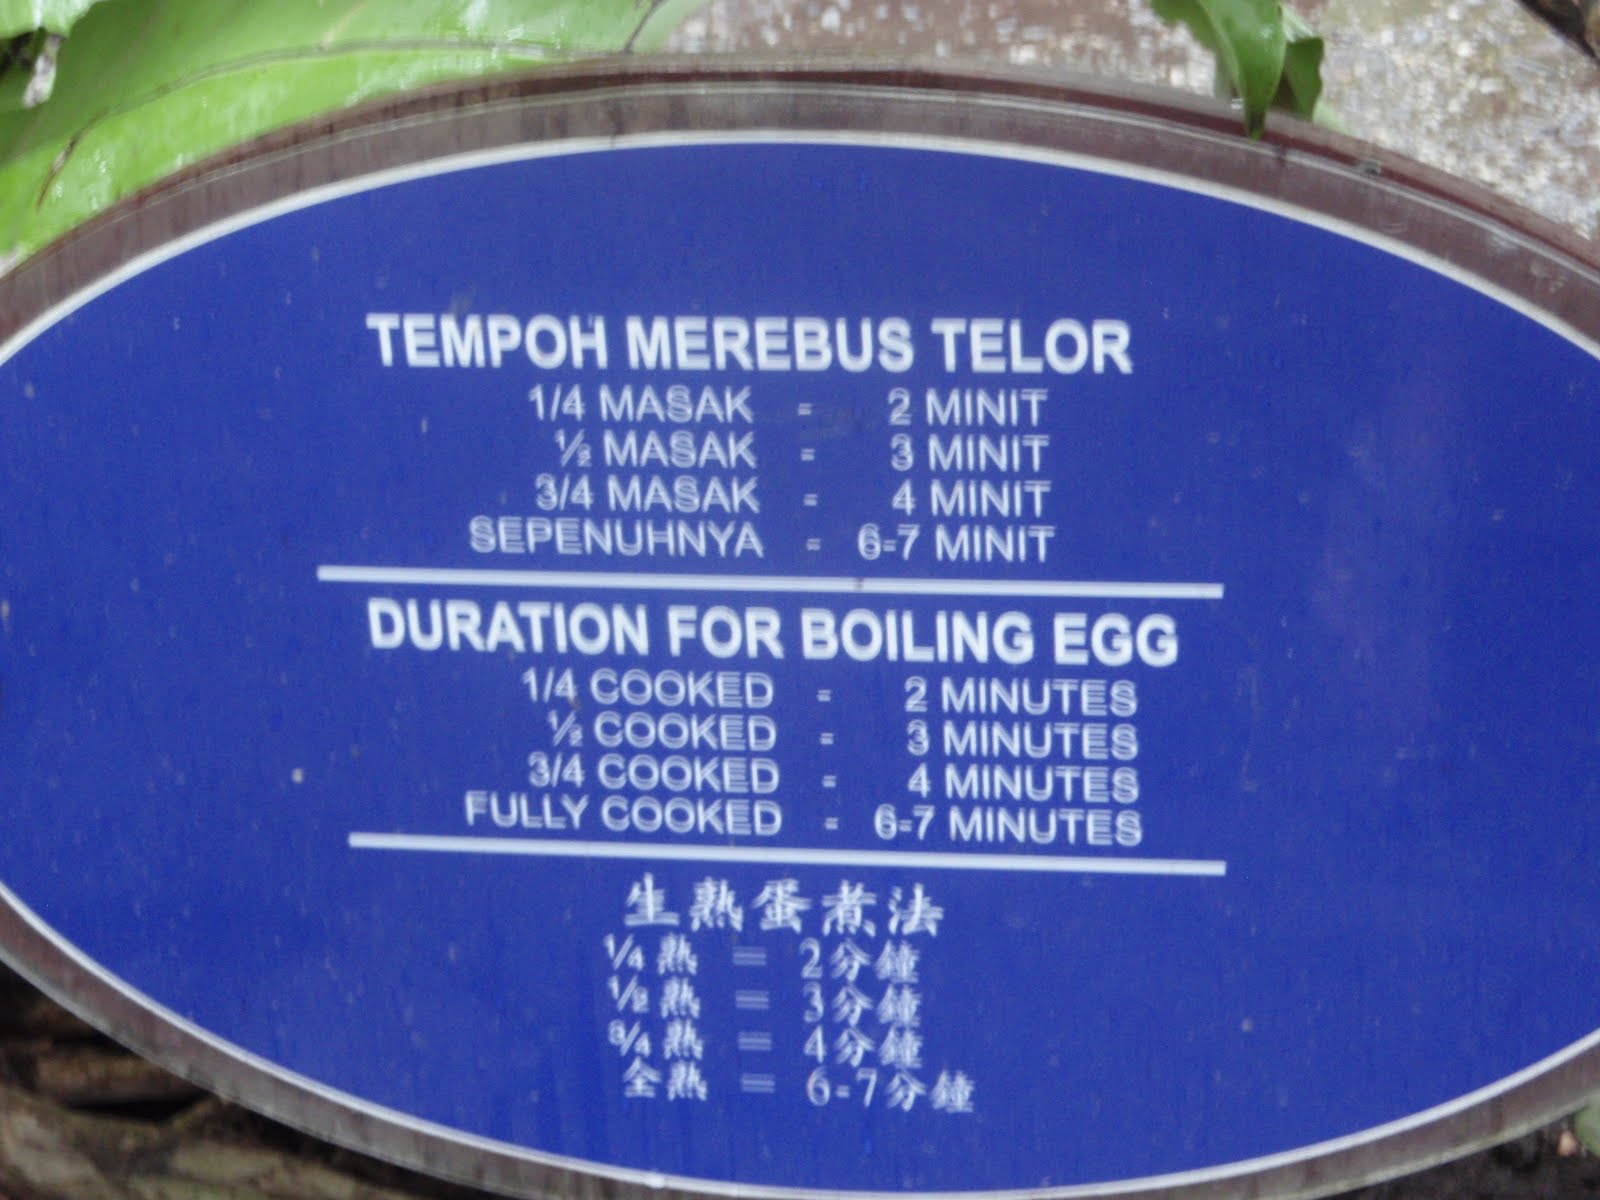 TEMPOH MEREBUS TELOR
1/4 MASAK = 2 MINIT
½ MASAK = 3 MINIT
3/4 MASAK = 4 MINIT
SEPENUHNYA = 6-7 MINIT
DURATION FOR BOILING EGG
1/4 COOKED = 2 MINUTES
½ COOKED = 3 MINUTES
3/4 COOKED = 4 MINUTES
FULLY COOKED = 6-7 MINUTES
生熟蛋煮法
¼ 熟 = 2分鐘
½ 熟 = 3分鐘
¾ 熟 = 4分鐘
全熟 = 6-7分鐘